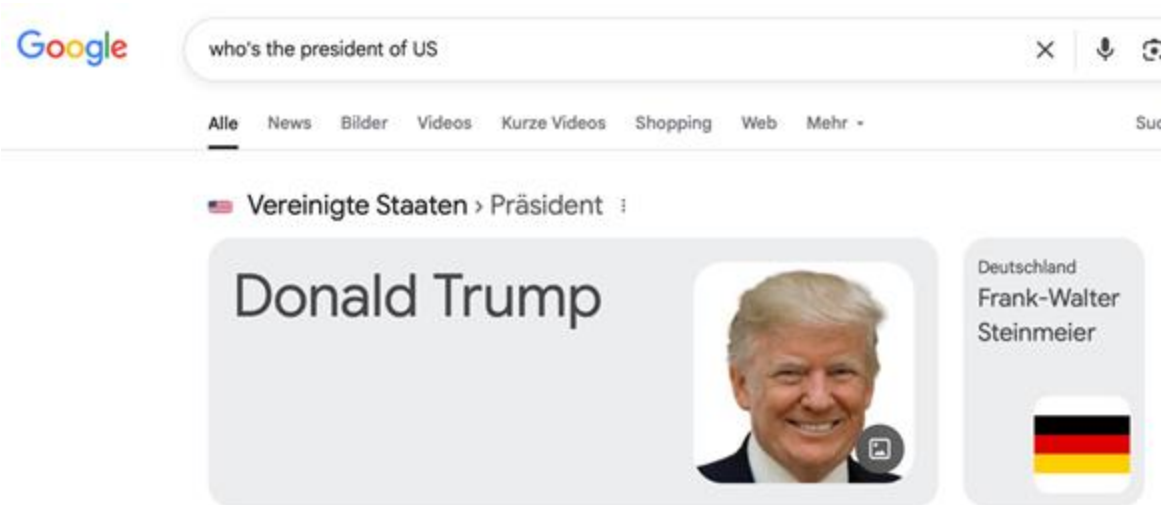 Google
who's the president of US
Alle News Bilder Videos Kurze Videos Shopping Web Mehr
Vereinigte Staaten › Präsident
Donald Trump
Deutschland
Frank-Walter
Steinmeier